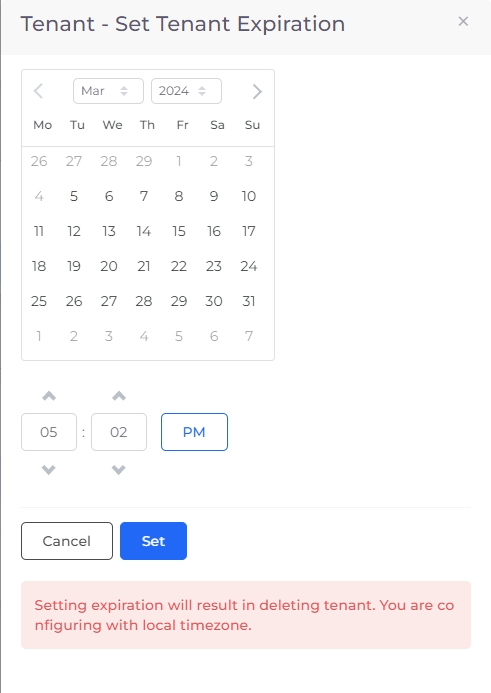 Tenant - Set Tenant Expiration ×
Mar 2024
Mo Tu We Th Fr Sa Su
26 27 28 29 1 2 3
4 5 6 7 8 9 10
11 12 13 14 15 16 17
18 19 20 21 22 23 24
25 26 27 28 29 30 31
1 2 3 4 5 6 7
05 : 02 PM
Cancel Set
Setting expiration will result in deleting tenant. You are co
nfiguring with local timezone.